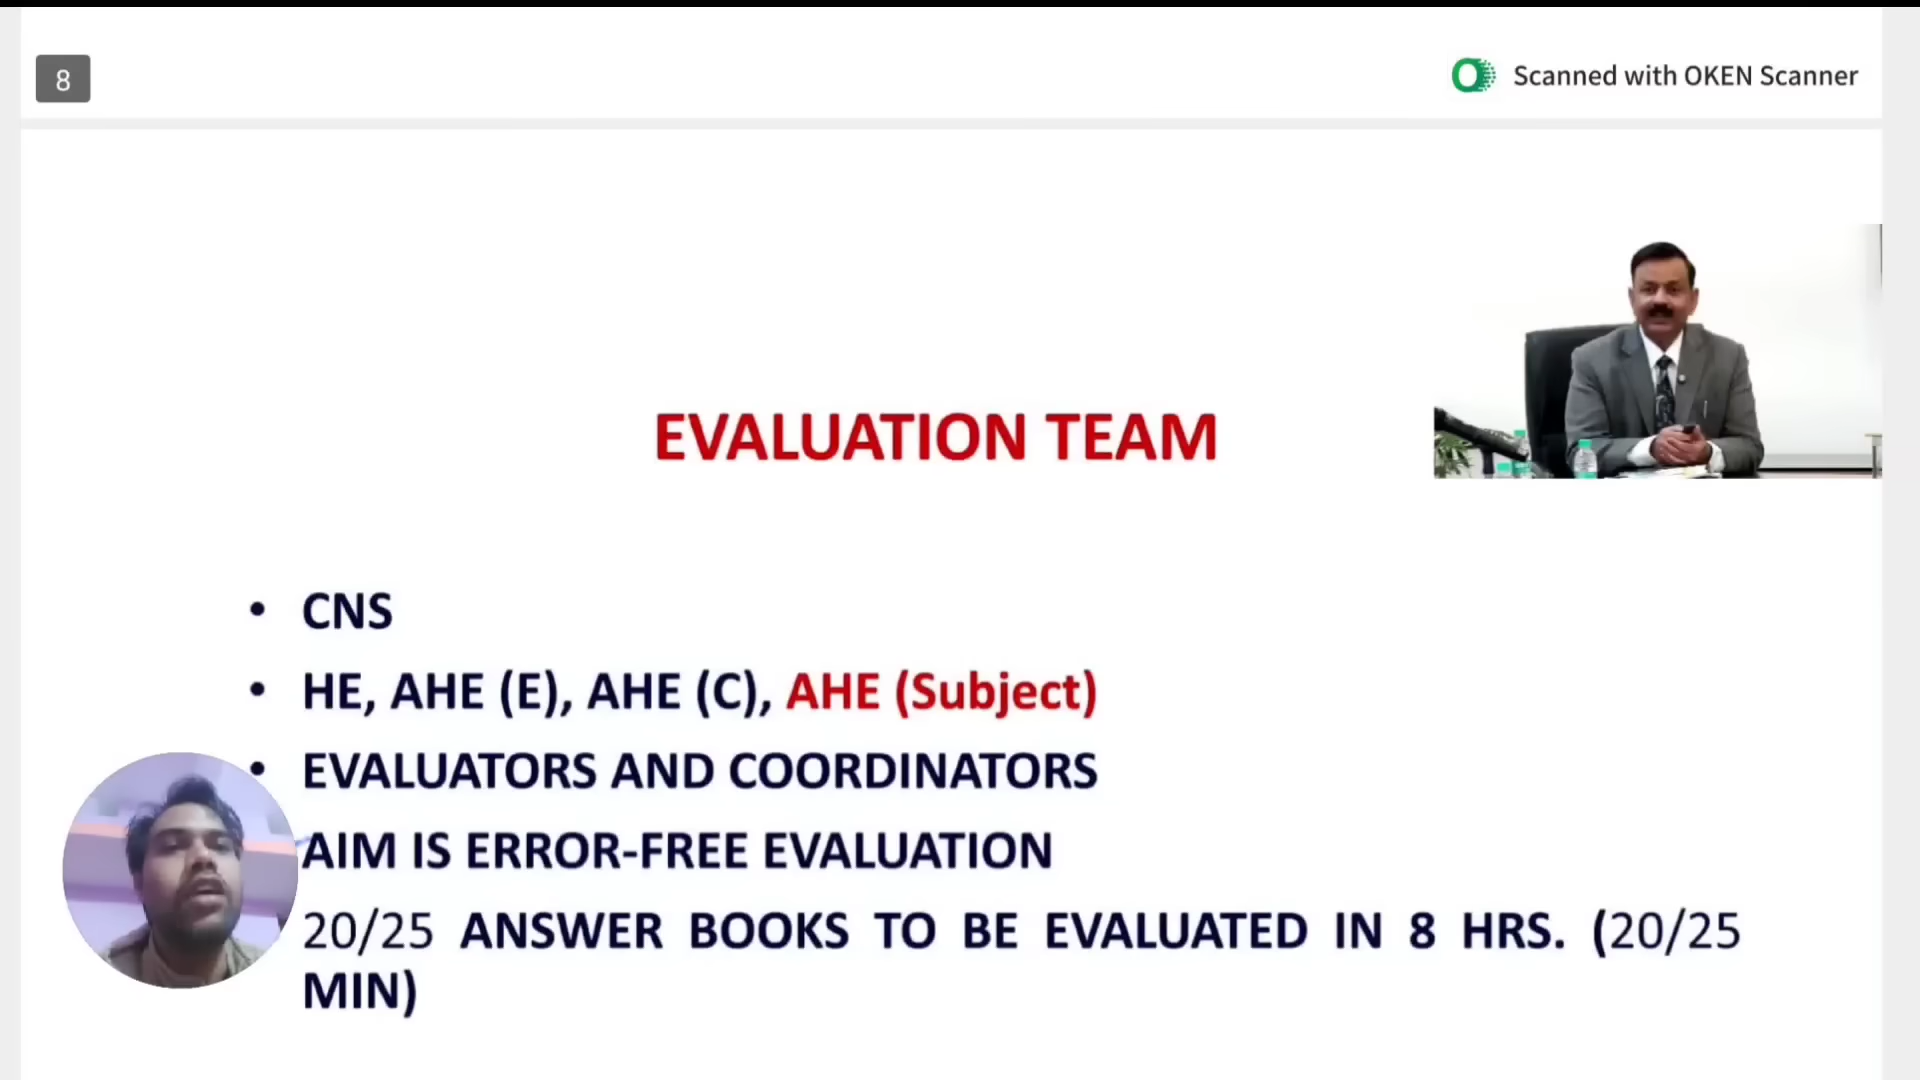 8
Scanned with OKEN Scanner
EVALUATION TEAM
• CNS
• HE, AHE (E), AHE (C), AHE (Subject)
• EVALUATORS AND COORDINATORS
AIM IS ERROR-FREE EVALUATION
20/25 ANSWER BOOKS TO BE EVALUATED IN 8 HRS. (20/25
MIN)